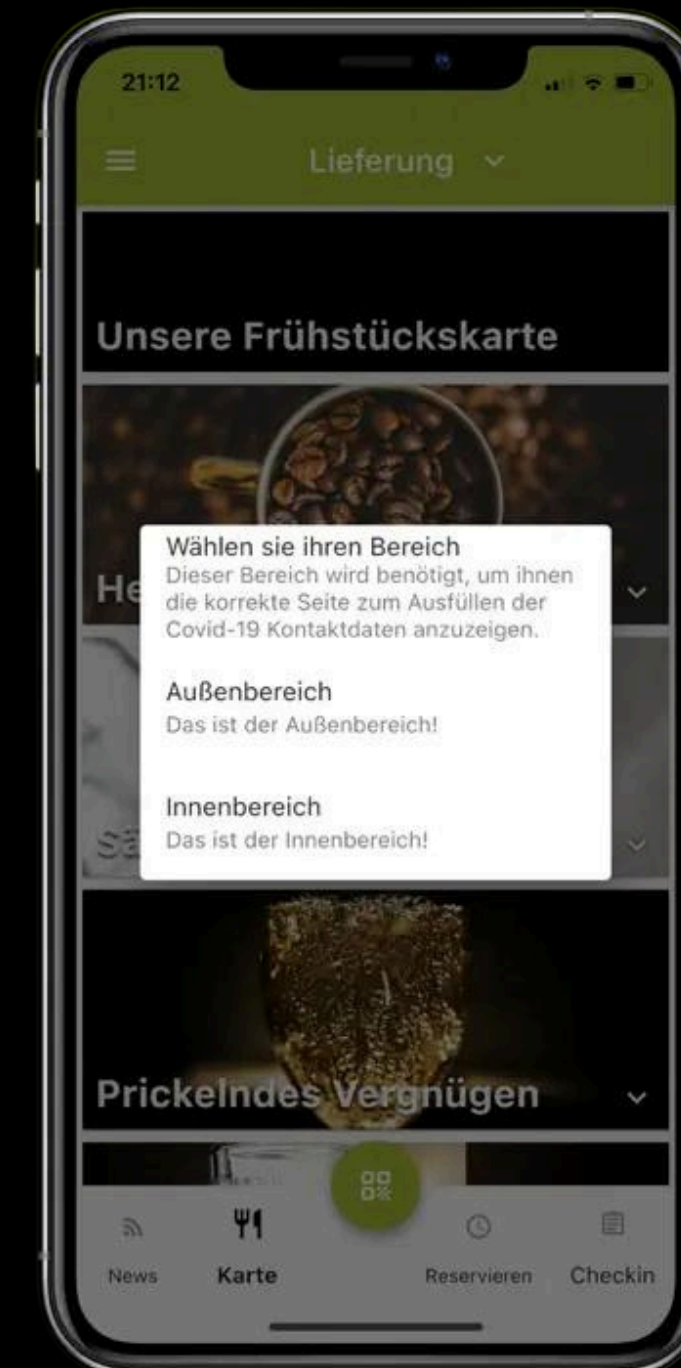 21:12
Lieferung
Unsere Frühstückskarte
He
Wählen sie ihren Bereich
Dieser Bereich wird benötigt, um ihnen
die korrekte Seite zum Ausfüllen der
Covid-19 Kontaktdaten anzuzeigen.
Außenbereich
Das ist der Außenbereich!
Innenbereich
Das ist der Innenbereich!
Prickelndes Vergnügen
News Karte Reservieren Checkin